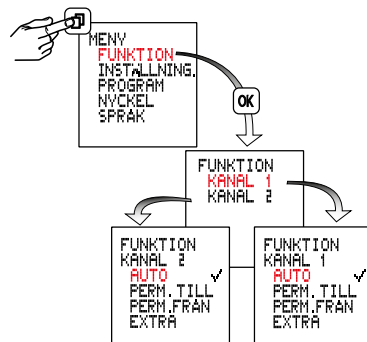 MENY
FUNKTION
INSTÄLLNING.
PROGRAM
NYCKEL
SPRÅK
OK
FUNKTION
KANAL 1
KANAL 2
FUNKTION
KANAL 2
AUTO ✓
PERM.TILL
PERM.FRÅN
EXTRA
FUNKTION
KANAL 1
AUTO ✓
PERM.TILL
PERM.FRÅN
EXTRA